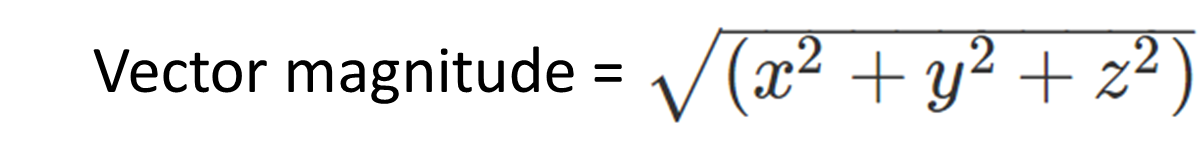 Vector magnitude = √(x² + y² + z²)